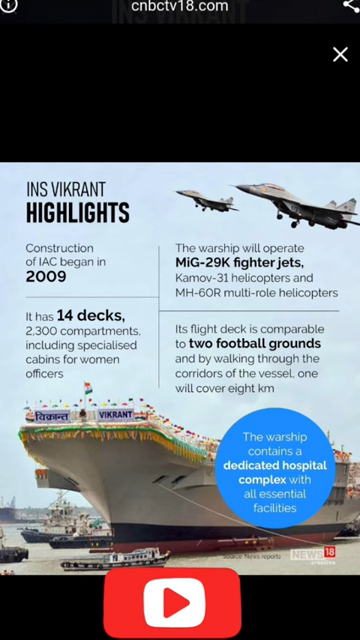 INS VIKRANT
cnbctv18.com
INS VIKRANT
HIGHLIGHTS
Construction
of IAC began in
2009
It has 14 decks,
2,300 compartments,
including specialised
cabins for women
officers
The warship will operate
MiG-29K fighter jets,
Kamov-31 helicopters and
MH-60R multi-role helicopters
Its flight deck is comparable
to two football grounds
and by walking through the
corridors of the vessel, one
will cover eight km
विक्रान्त VIKRANT
The warship
contains a
dedicated hospital
complex with
all essential
facilities
Source: News reports
NEWS18
creative